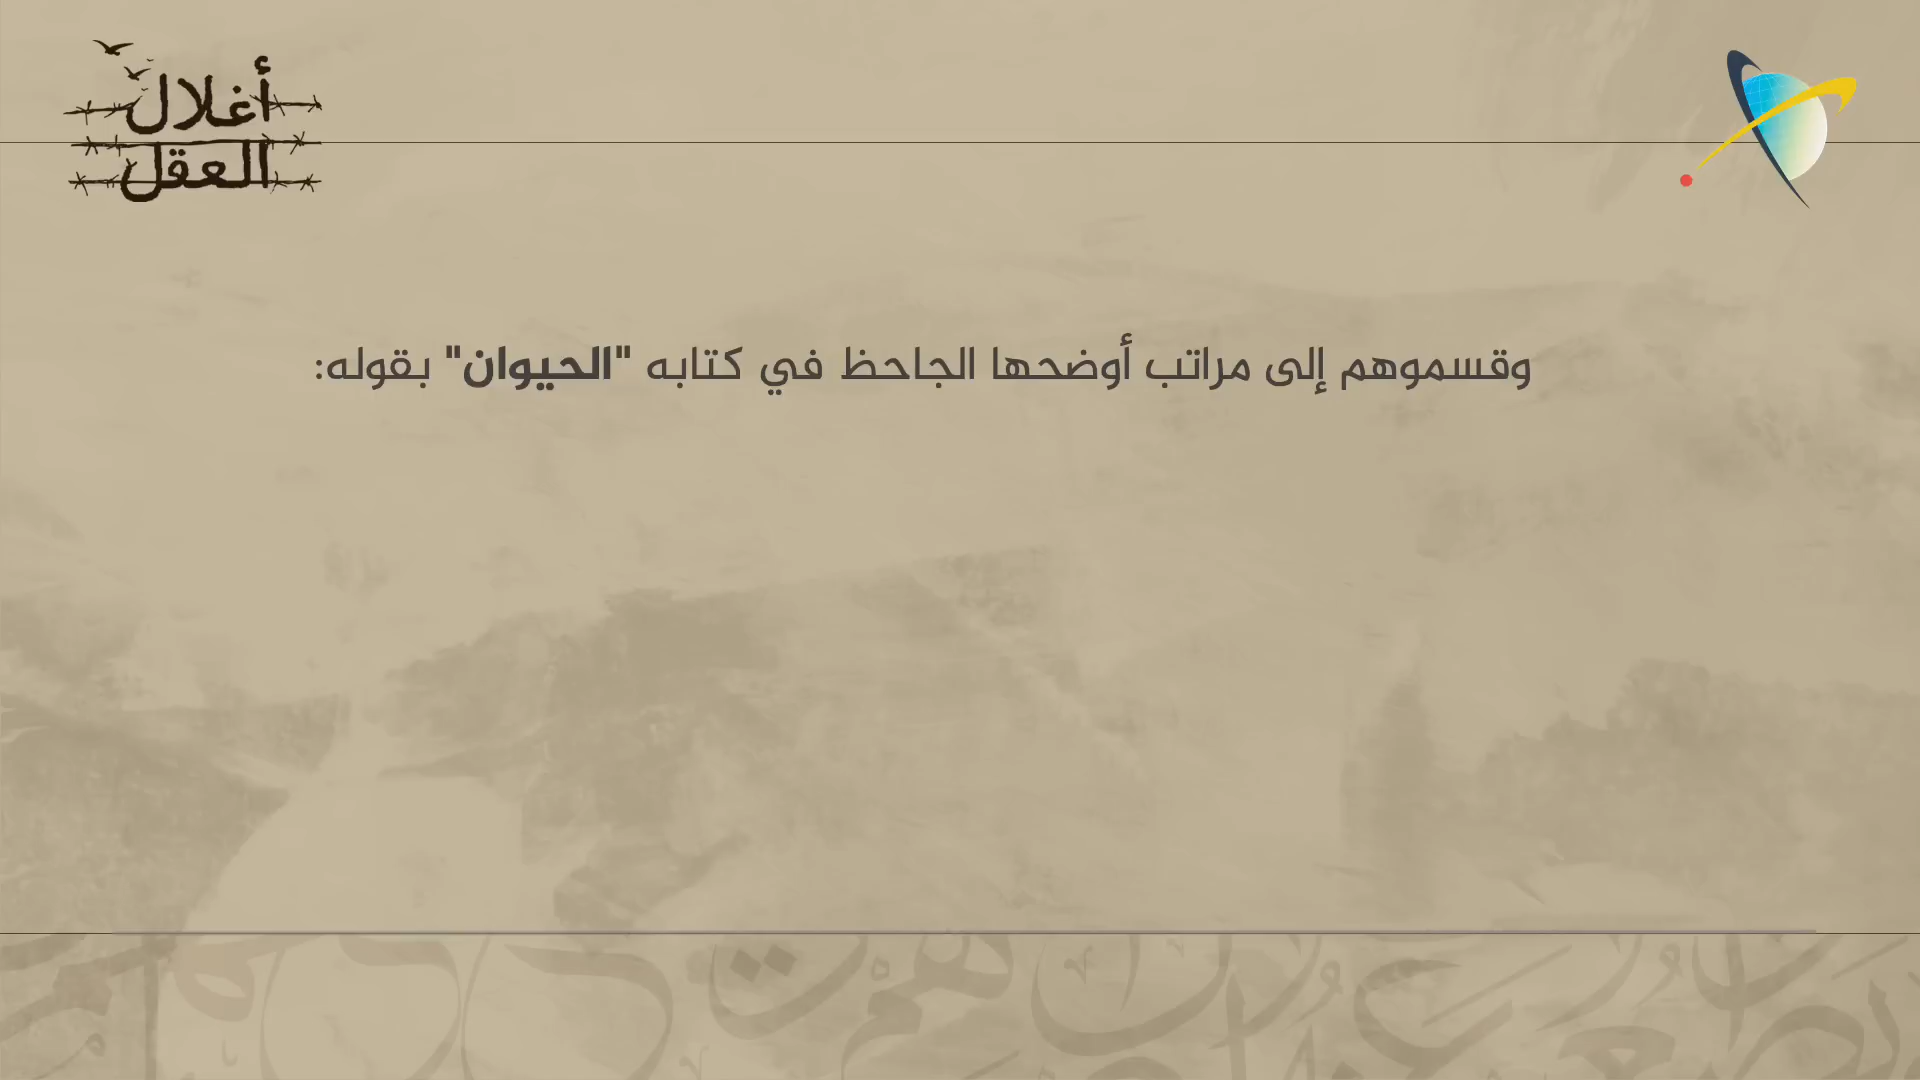 أغلال
العقل
وقسموهم إلى مراتب أوضحها الجاحظ في كتابه "الحيوان" بقوله: